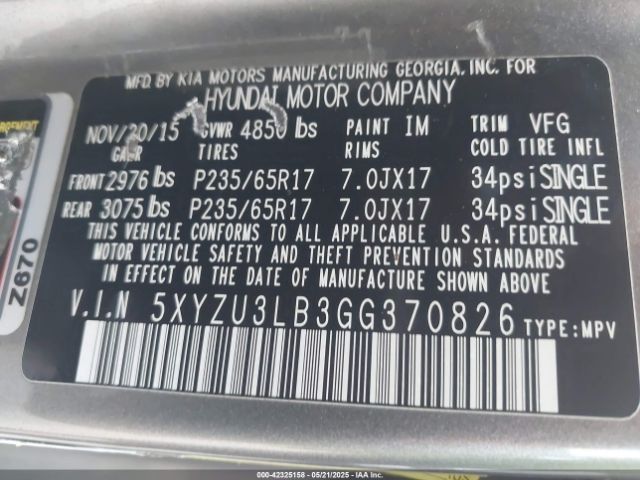 MFD BY KIA MOTORS MANUFACTURING GEORGIA, INC. FOR
HYUNDAI MOTOR COMPANY
NOV/20/15 GVWR 4850 lbs PAINT IM TRIM VFG
GAWR TIRES RIMS COLD TIRE INFL
FRONT 2976 lbs P235/65R17 7.0JX17 34psi SINGLE
REAR 3075 lbs P235/65R17 7.0JX17 34psi SINGLE
THIS VEHICLE CONFORMS TO ALL APPLICABLE U.S.A. FEDERAL
MOTOR VEHICLE SAFETY AND THEFT PREVENTION STANDARDS
IN EFFECT ON THE DATE OF MANUFACTURE SHOWN ABOVE
V.I.N 5XYZU3LB3GG370826 TYPE:MPV
Z670
000-42325158 - 05/21/2025 - IAA Inc.